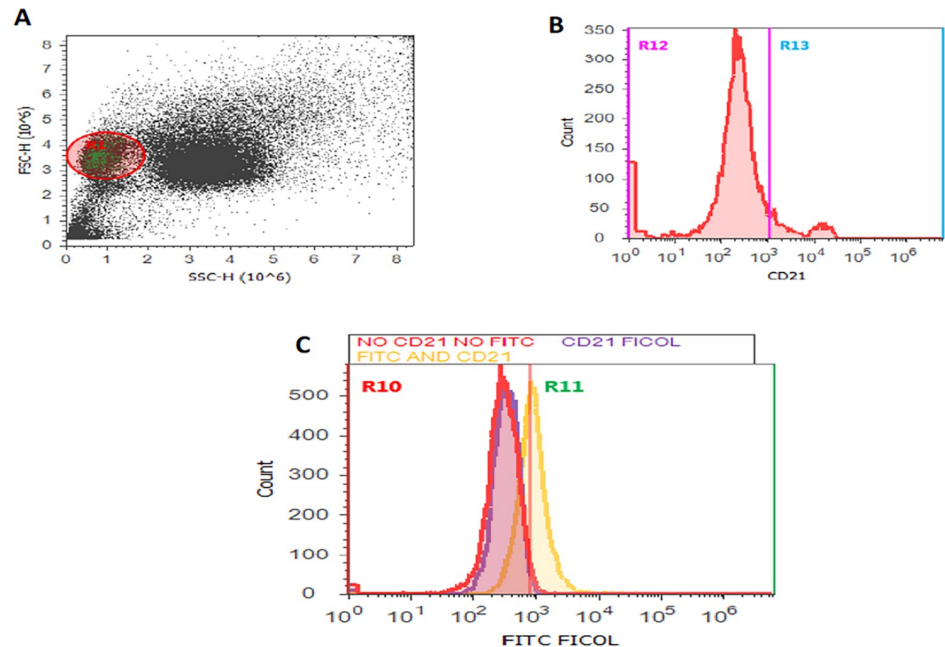 A
FSC-H (10^6)
8
7
6
5
4
3
2
1
0
R1
0 1 2 3 4 5 6 7 8
SSC-H (10^6)
B
Count
350
300
250
200
150
100
50
0
R12 R13
10^0 10^1 10^2 10^3 10^4 10^5 10^6
CD21
C
NO CD21 NO FITC CD21 FICOL
FITC AND CD21
Count
500
400
300
200
100
0
R10 R11
10^0 10^1 10^2 10^3 10^4 10^5 10^6
FITC FICOL